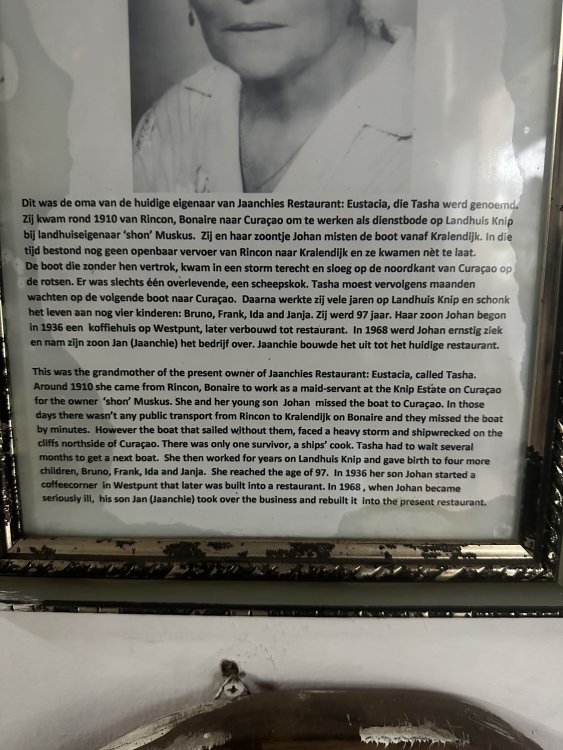 Dit was de oma van de huidige eigenaar van Jaanchies Restaurant: Eustacia, die Tasha werd genoemd.
Zij kwam rond 1910 van Rincon, Bonaire naar Curaçao om te werken als dienstbode op Landhuis Knip
bij landhuiseigenaar ‘shon’ Muskus.  Zij en haar zoontje Johan misten de boot vanaf Kralendijk. In die
tijd bestond nog geen openbaar vervoer van Rincon naar Kralendijk en ze kwamen nèt te laat.
De boot die zonder hen vertrok, kwam in een storm terecht en sloeg op de noordkant van Curaçao op
de rotsen. Er was slechts één overlevende, een scheepskok. Tasha moest vervolgens maanden
wachten op de volgende boot naar Curaçao.  Daarna werkte zij vele jaren op Landhuis Knip en schonk
het leven aan nog vier kinderen: Bruno, Frank, Ida and Janja. Zij werd 97 jaar. Haar zoon Johan begon
in 1936 een  koffiehuis op Westpunt, later verbouwd tot restaurant.  In 1968 werd Johan ernstig ziek
en nam zijn zoon Jan (Jaanchie) het bedrijf over. Jaanchie bouwde het uit tot het huidige restaurant.
This was the grandmother of the present owner of Jaanchies Restaurant: Eustacia, called Tasha.
Around 1910 she came from Rincon, Bonaire to work as a maid-servant at the Knip Estate on Curaçao
for the owner  ‘shon’ Muskus.  She and her young son  Johan  missed the boat to Curaçao. In those
days there wasn’t any public transport from Rincon to Kralendijk on Bonaire and they missed the boat
by minutes.  However the boat that sailed without them, faced a heavy storm and shipwrecked on the
cliffs northside of Curaçao. There was only one survivor, a ships’ cook. Tasha had to wait several
months to get a next boat.  She then worked for years on Landhuis Knip and gave birth to four more
children, Bruno, Frank, Ida and Janja.  She reached the age of 97.  In 1936 her son Johan started a
coffeecorner  in Westpunt that later was built into a restaurant. In 1968 , when Johan became
seriously ill,  his son Jan (Jaanchie) took over the business and rebuilt it  into the present restaurant.